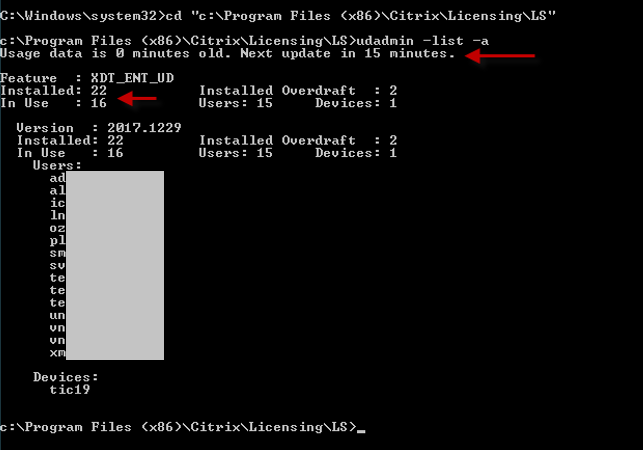 C:\Windows\system32>cd "c:\Program Files (x86)\Citrix\Licensing\LS"
c:\Program Files (x86)\Citrix\Licensing\LS>udadmin -list -a
Usage data is 0 minutes old. Next update in 15 minutes.
Feature : XDT_ENT_UD
Installed: 22 Installed Overdraft : 2
In Use : 16 Users: 15 Devices: 1
Version : 2017.1229
Installed: 22 Installed Overdraft : 2
In Use : 16 Users: 15 Devices: 1
Users:
ad
al
ic
ln
oz
pl
sm
sv
te
te
te
un
vn
vn
xm
Devices:
tic19
c:\Program Files (x86)\Citrix\Licensing\LS>_